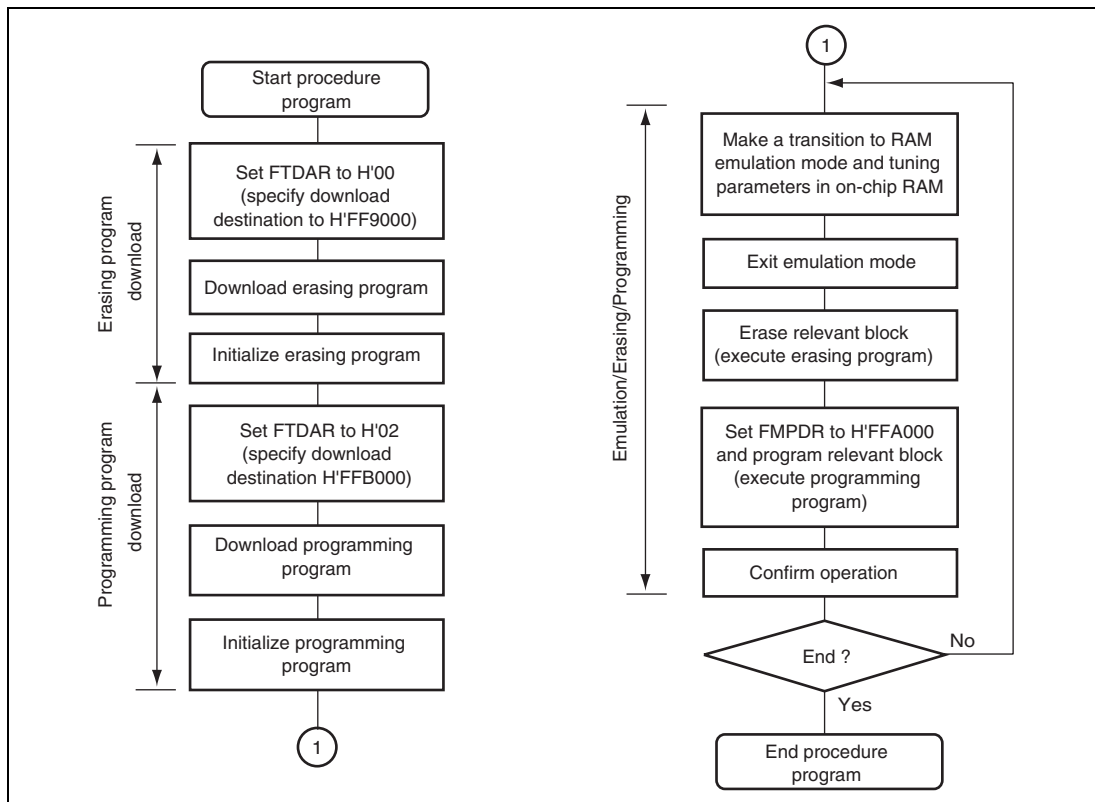 Start procedure
program
Erasing program
download
Set FTDAR to H'00
(specify download
destination to H'FF9000)
Download erasing program
Initialize erasing program
Programming program
download
Set FTDAR to H'02
(specify download
destination H'FFB000)
Download programming
program
Initialize programming
program
1
1
Emulation/Erasing/Programming
Make a transition to RAM
emulation mode and tuning
parameters in on-chip RAM
Exit emulation mode
Erase relevant block
(execute erasing program)
Set FMPDR to H'FFA000
and program relevant block
(execute programming
program)
Confirm operation
End ?
No
Yes
End procedure
program